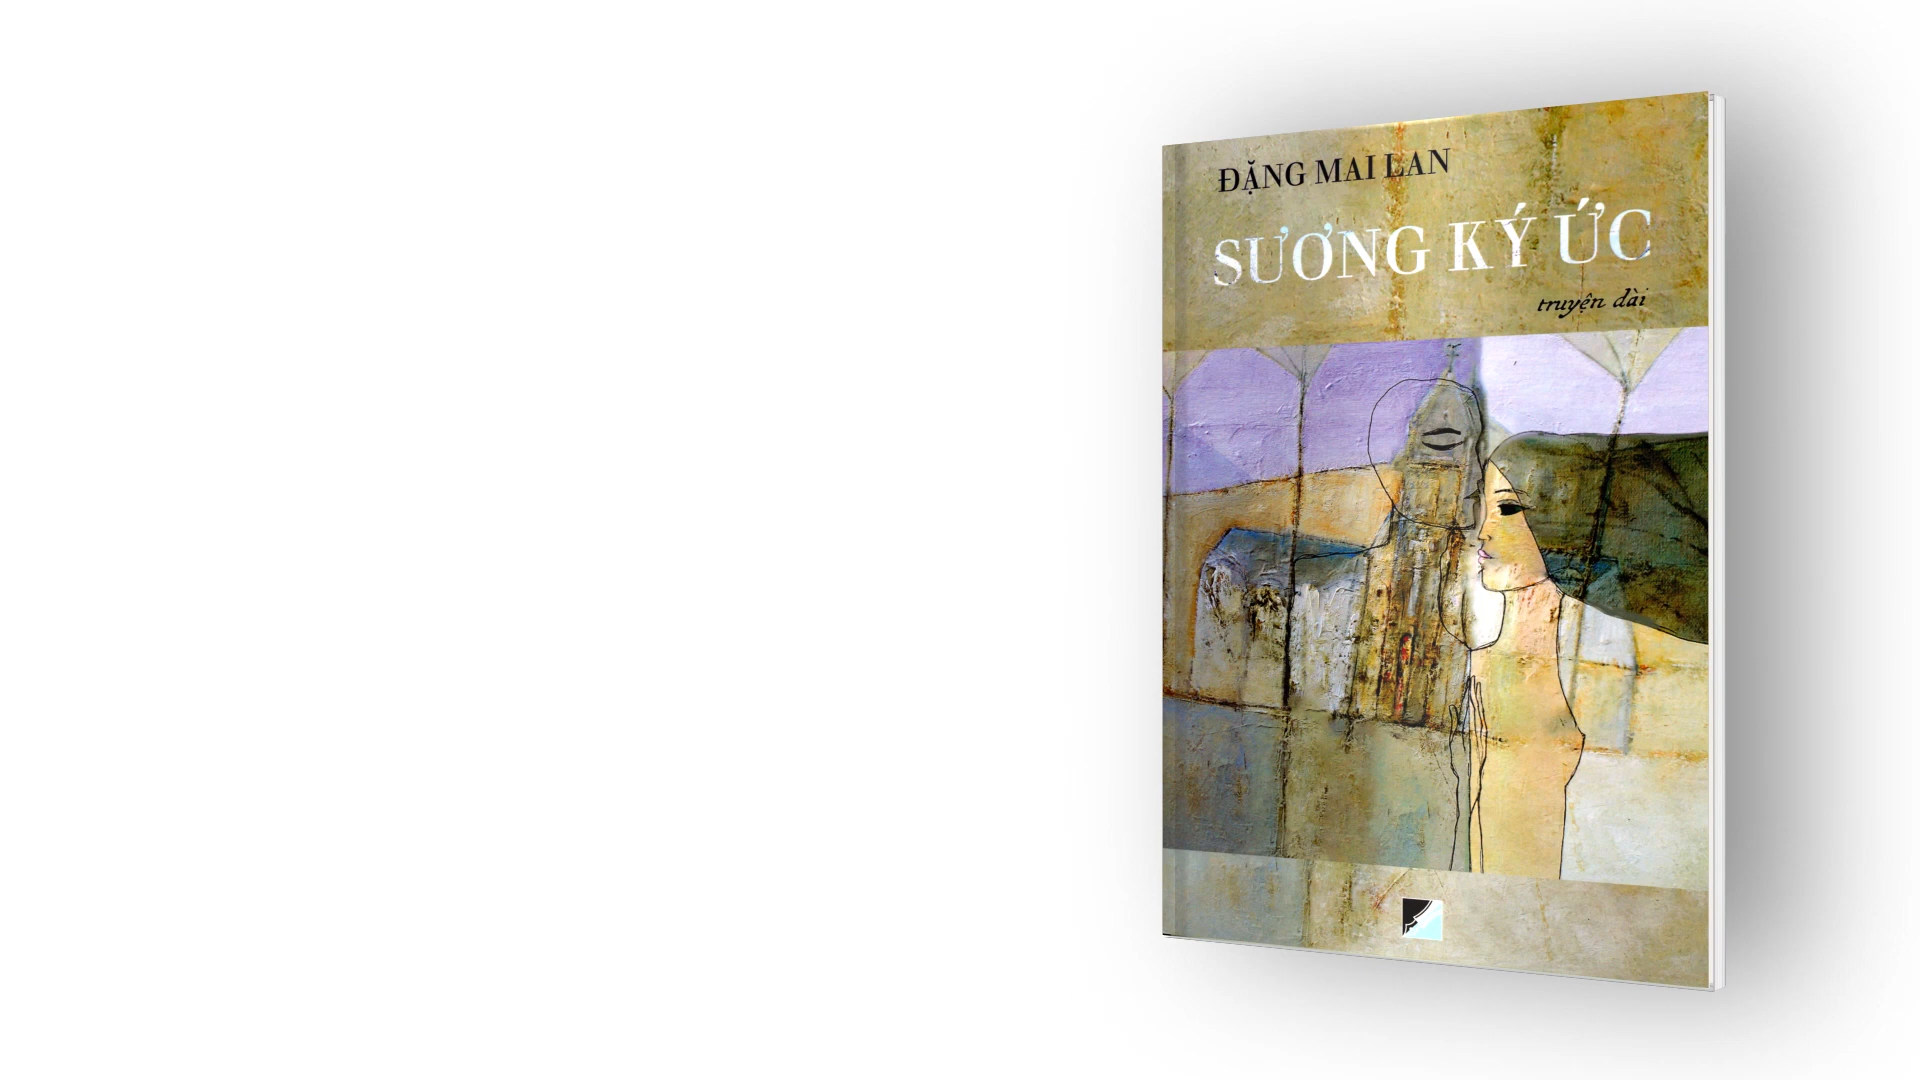 ĐẶNG MAI LAN
SƯƠNG KÝ ỨC
truyện dài